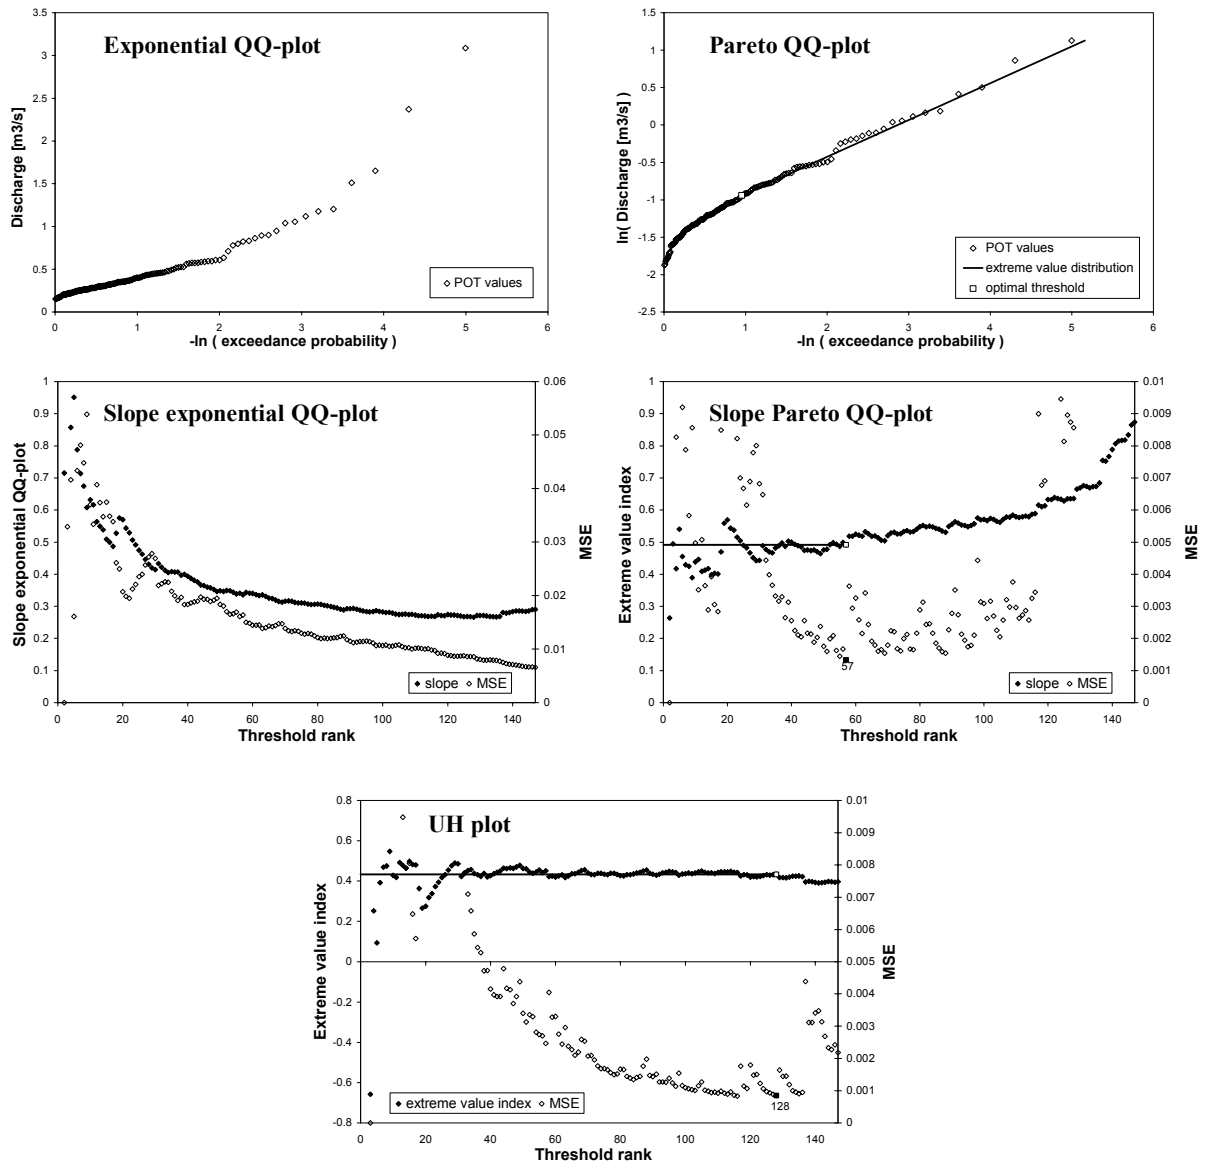 Exponential QQ-plot
3.5
3
2.5
2
1.5
1
0.5
0
Discharge [m3/s]
POT values
0 1 2 3 4 5 6
-ln ( exceedance probability )
Pareto QQ-plot
1.5
1
0.5
0
-0.5
-1
-1.5
-2
-2.5
ln( Discharge [m3/s] )
POT values
extreme value distribution
optimal threshold
0 1 2 3 4 5 6
-ln ( exceedance probability )
Slope exponential QQ-plot
1
0.9
0.8
0.7
0.6
0.5
0.4
0.3
0.2
0.1
0
Slope exponential QQ-plot
0.06
0.05
0.04
0.03
0.02
0.01
0
MSE
slope MSE
0 20 40 60 80 100 120 140
Threshold rank
Slope Pareto QQ-plot
1
0.9
0.8
0.7
0.6
0.5
0.4
0.3
0.2
0.1
0
Extreme value index
0.01
0.009
0.008
0.007
0.006
0.005
0.004
0.003
0.002
0.001
0
MSE
57
slope MSE
0 20 40 60 80 100 120 140
Threshold rank
UH plot
0.8
0.6
0.4
0.2
0
-0.2
-0.4
-0.6
-0.8
Extreme value index
0.01
0.009
0.008
0.007
0.006
0.005
0.004
0.003
0.002
0.001
0
MSE
128
extreme value index MSE
0 20 40 60 80 100 120 140
Threshold rank